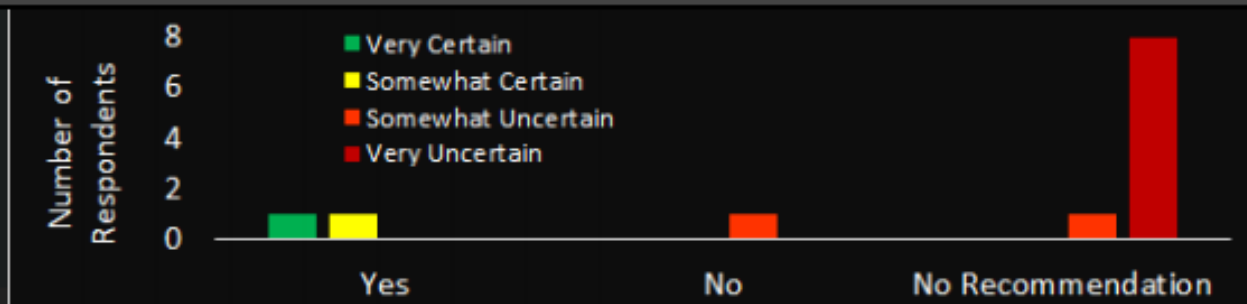 Number of
Respondents
8
6
4
2
0
Very Certain
Somewhat Certain
Somewhat Uncertain
Very Uncertain
Yes
No
No Recommendation